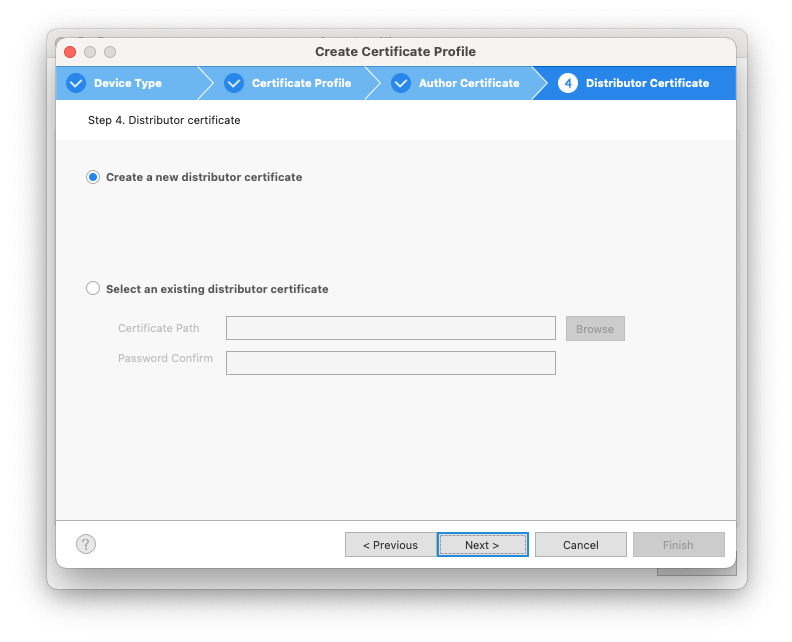 Create Certificate Profile
Device Type
Certificate Profile
Author Certificate
4 Distributor Certificate
Step 4. Distributor certificate
Create a new distributor certificate
Select an existing distributor certificate
Certificate Path
Browse
Password Confirm
?
< Previous
Next >
Cancel
Finish